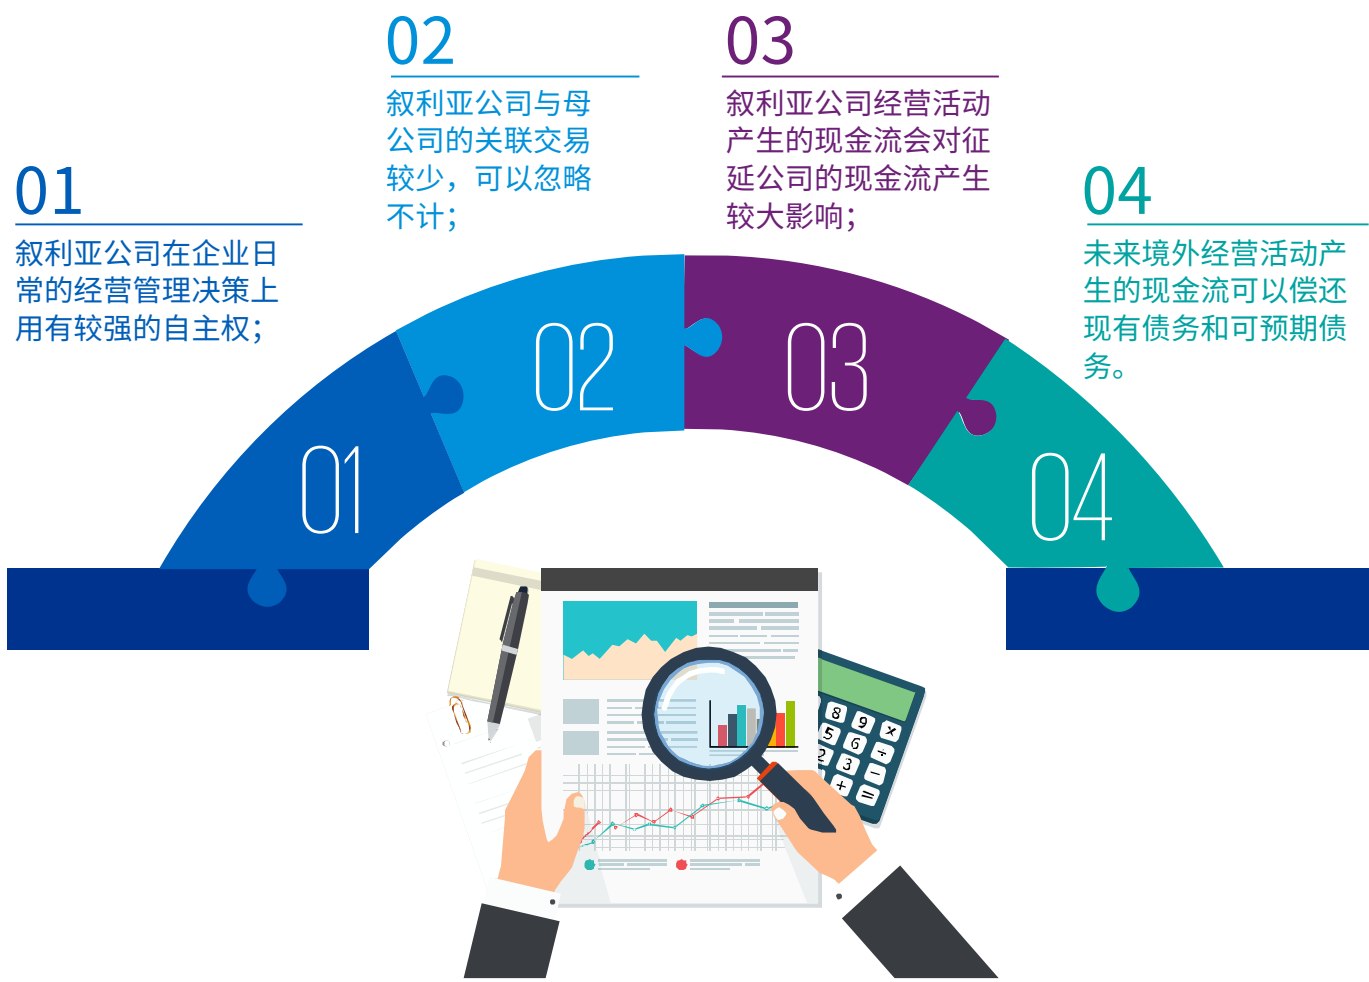 01
叙利亚公司在企业日
常的经营管理决策上
用有较强的自主权；
02
叙利亚公司与母
公司的关联交易
较少，可以忽略
不计；
03
叙利亚公司经营活动
产生的现金流会对征
延公司的现金流产生
较大影响；
04
未来境外经营活动产
生的现金流可以偿还
现有债务和可预期债
务。
01
02
03
04
8 9 ×
5 6 ÷
2 3 −
+ =